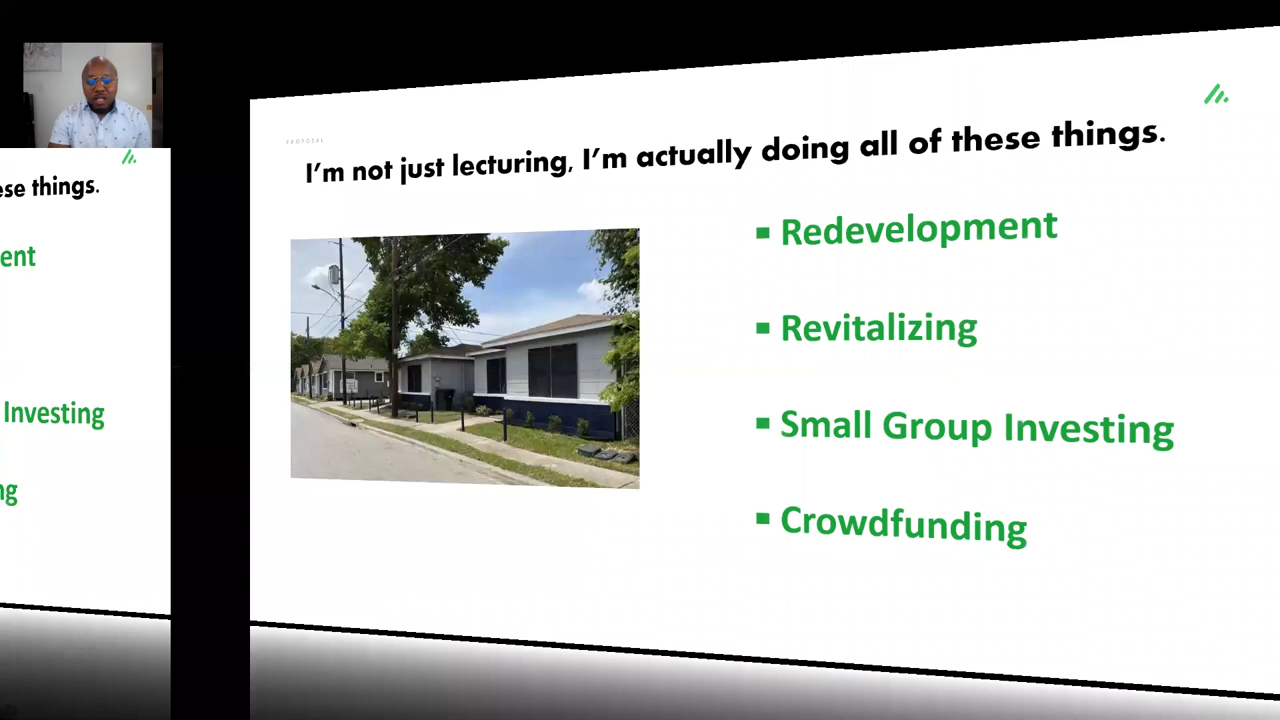 PROPOSAL
I'm not just lecturing, I'm actually doing all of these things.
▪ Redevelopment
▪ Revitalizing
▪ Small Group Investing
▪ Crowdfunding
ese things.
ent
Investing
ng